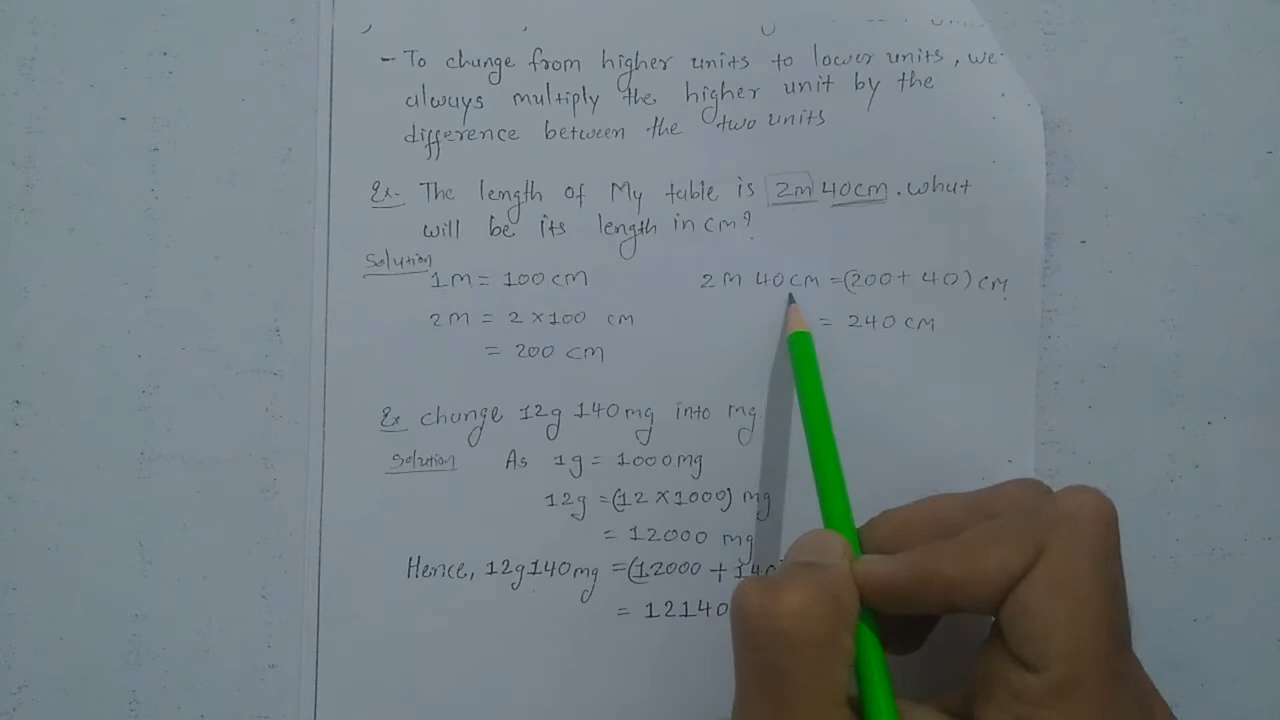 - To change from higher units to lower units, we
always multiply the higher unit by the
difference between the two units
Ex- The length of My table is 2m 40cm. what
will be its length in cm?
Solution
1m = 100 cm
2m = 2 × 100 cm
= 200 cm
2m 40cm = (200 + 40) cm
= 240 cm
Ex change 12g 140mg into mg
Solution As 1g = 1000mg
12g = (12 × 1000) mg
= 12000 mg
Hence, 12g 140mg = (12000 + 140
= 12140